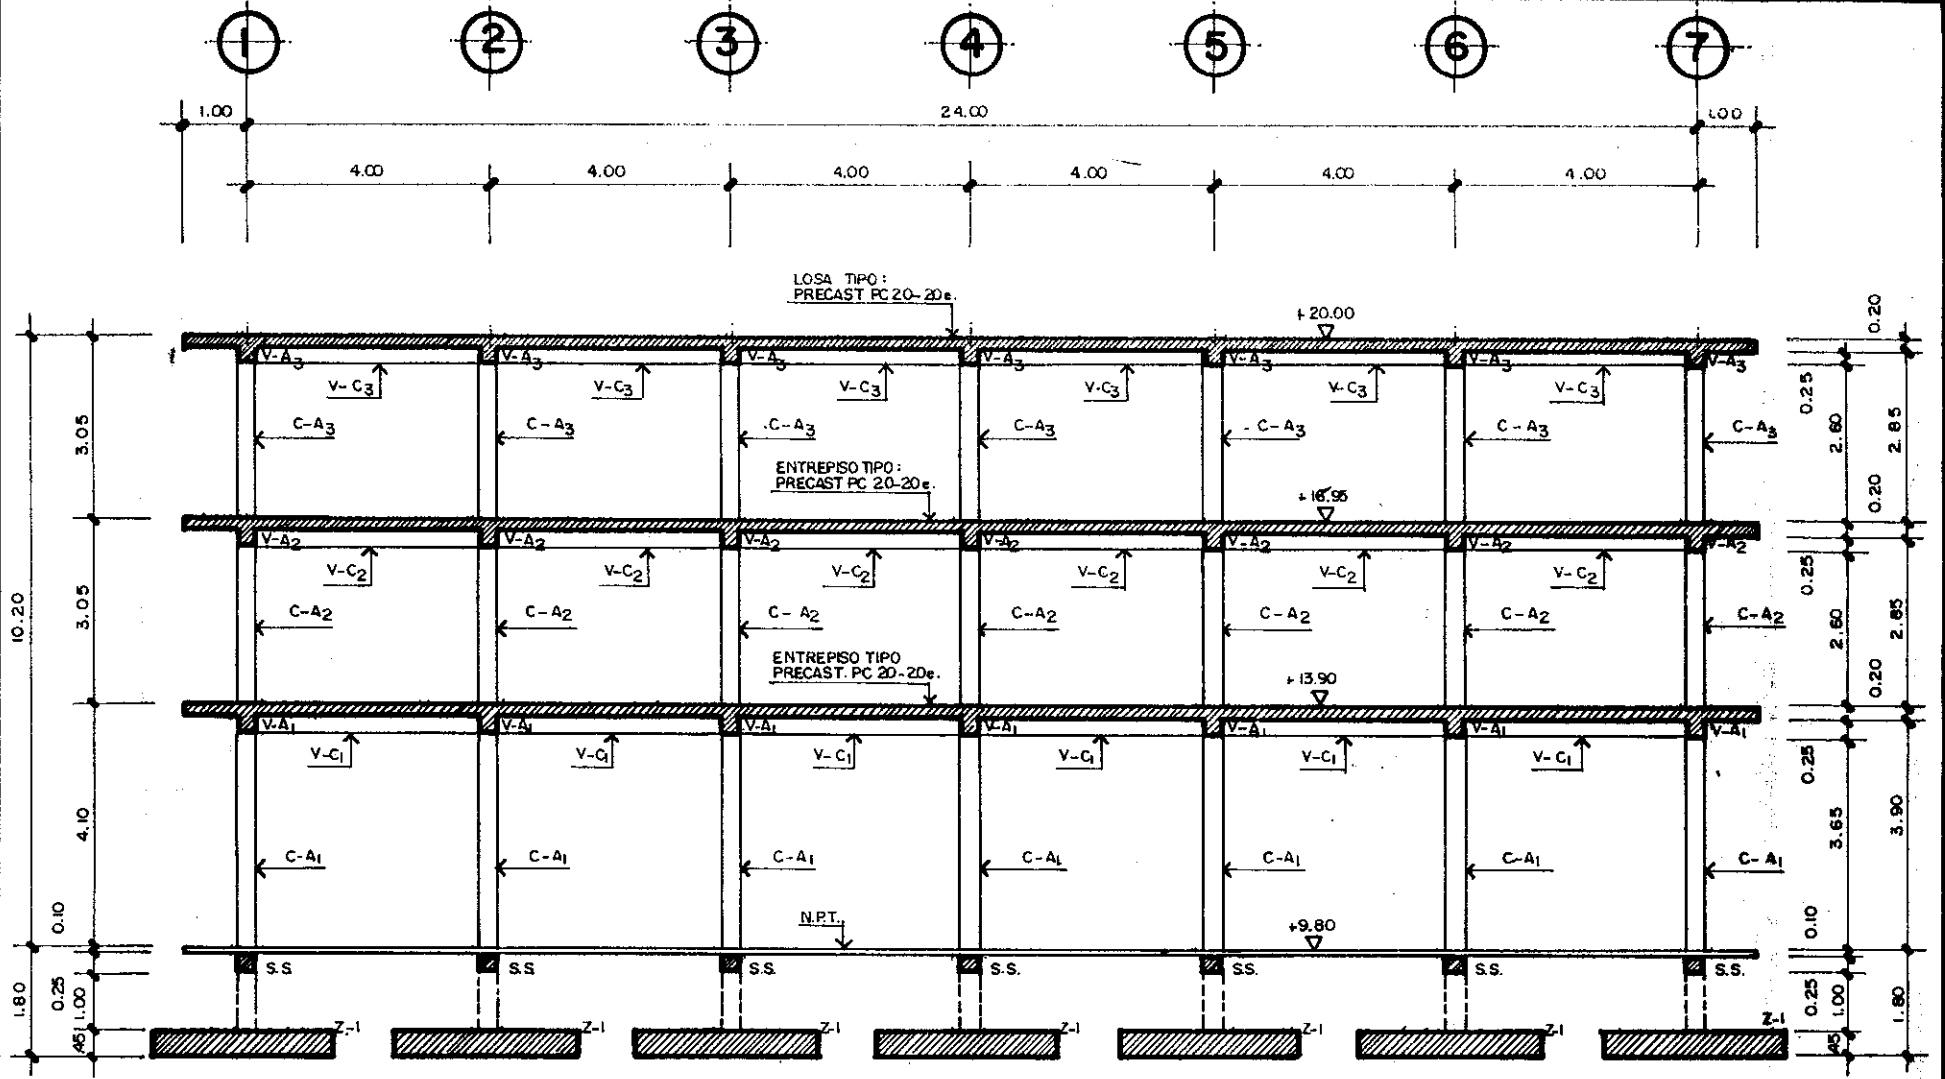 1 2 3 4 5 6 7
1.00 24.00 1.00
4.00 4.00 4.00 4.00 4.00 4.00
LOSA TIPO:
PRECAST PC 20-20e.
+20.00
0.20
V-A3 V-A3 V-A3 V-A3 V-A3 V-A3 V-A3
V-C3 V-C3 V-C3 V-C3 V-C3 V-C3
0.25
3.05
C-A3 C-A3 C-A3 C-A3 C-A3 C-A3 C-A3
2.60 2.85
ENTREPISO TIPO:
PRECAST PC 20-20e.
+16.95
0.20
V-A2 V-A2 V-A2 V-A2 V-A2 V-A2 V-A2
V-C2 V-C2 V-C2 V-C2 V-C2 V-C2
0.25
10.20 3.05
C-A2 C-A2 C-A2 C-A2 C-A2 C-A2 C-A2
2.60 2.85
ENTREPISO TIPO
PRECAST. PC 20-20e.
+13.90
0.20
V-A1 V-A1 V-A1 V-A1 V-A1 V-A1 V-A1
V-C1 V-C1 V-C1 V-C1 V-C1 V-C1
0.25
4.10
3.65 3.90
C-A1 C-A1 C-A1 C-A1 C-A1 C-A1 C-A1
0.10
N.P.T.
+9.80
0.10
S.S. S.S. S.S. S.S. S.S. S.S. S.S.
1.80 0.25 1.00
0.25 1.00 1.80
.45 Z-1 Z-1 Z-1 Z-1 Z-1 Z-1 Z-1 .45